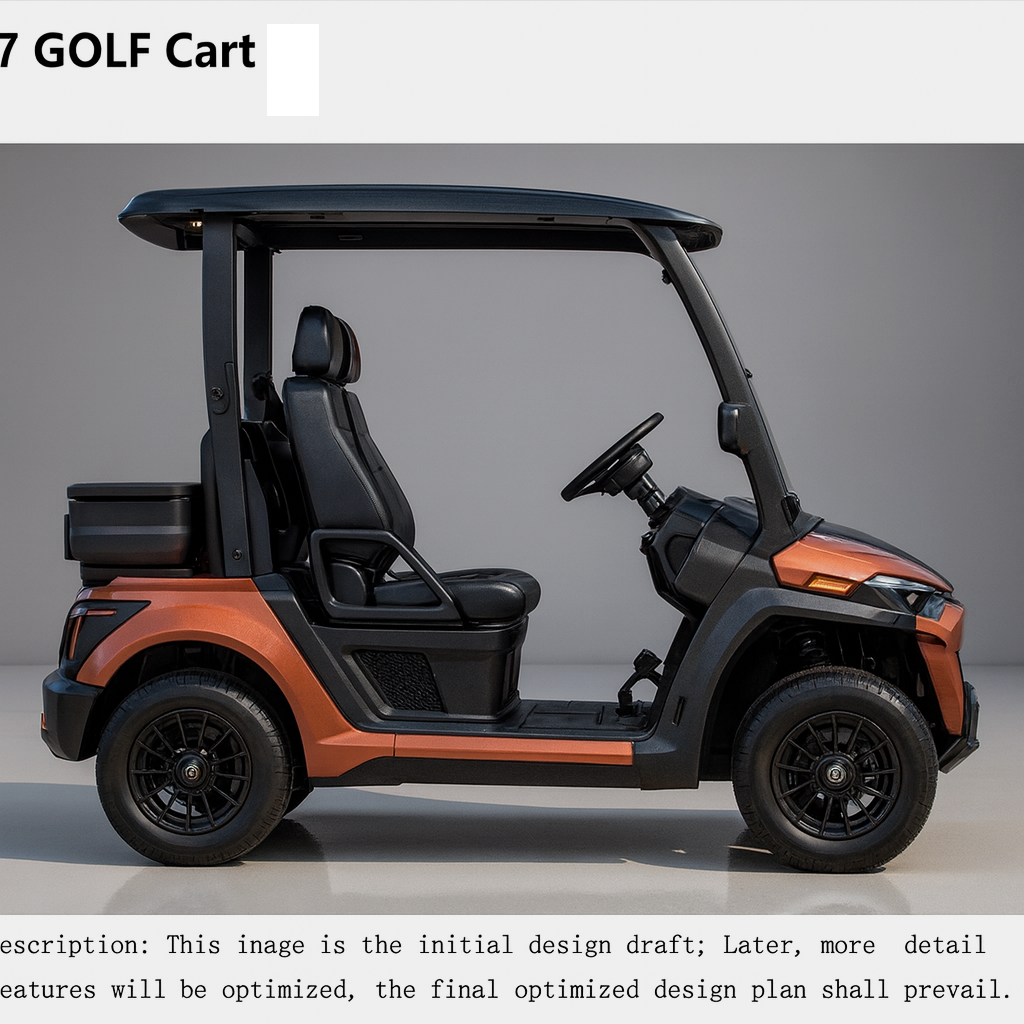 7 GOLF Cart
escription: This inage is the initial design draft; Later, more detail
eatures will be optimized, the final optimized design plan shall prevail.